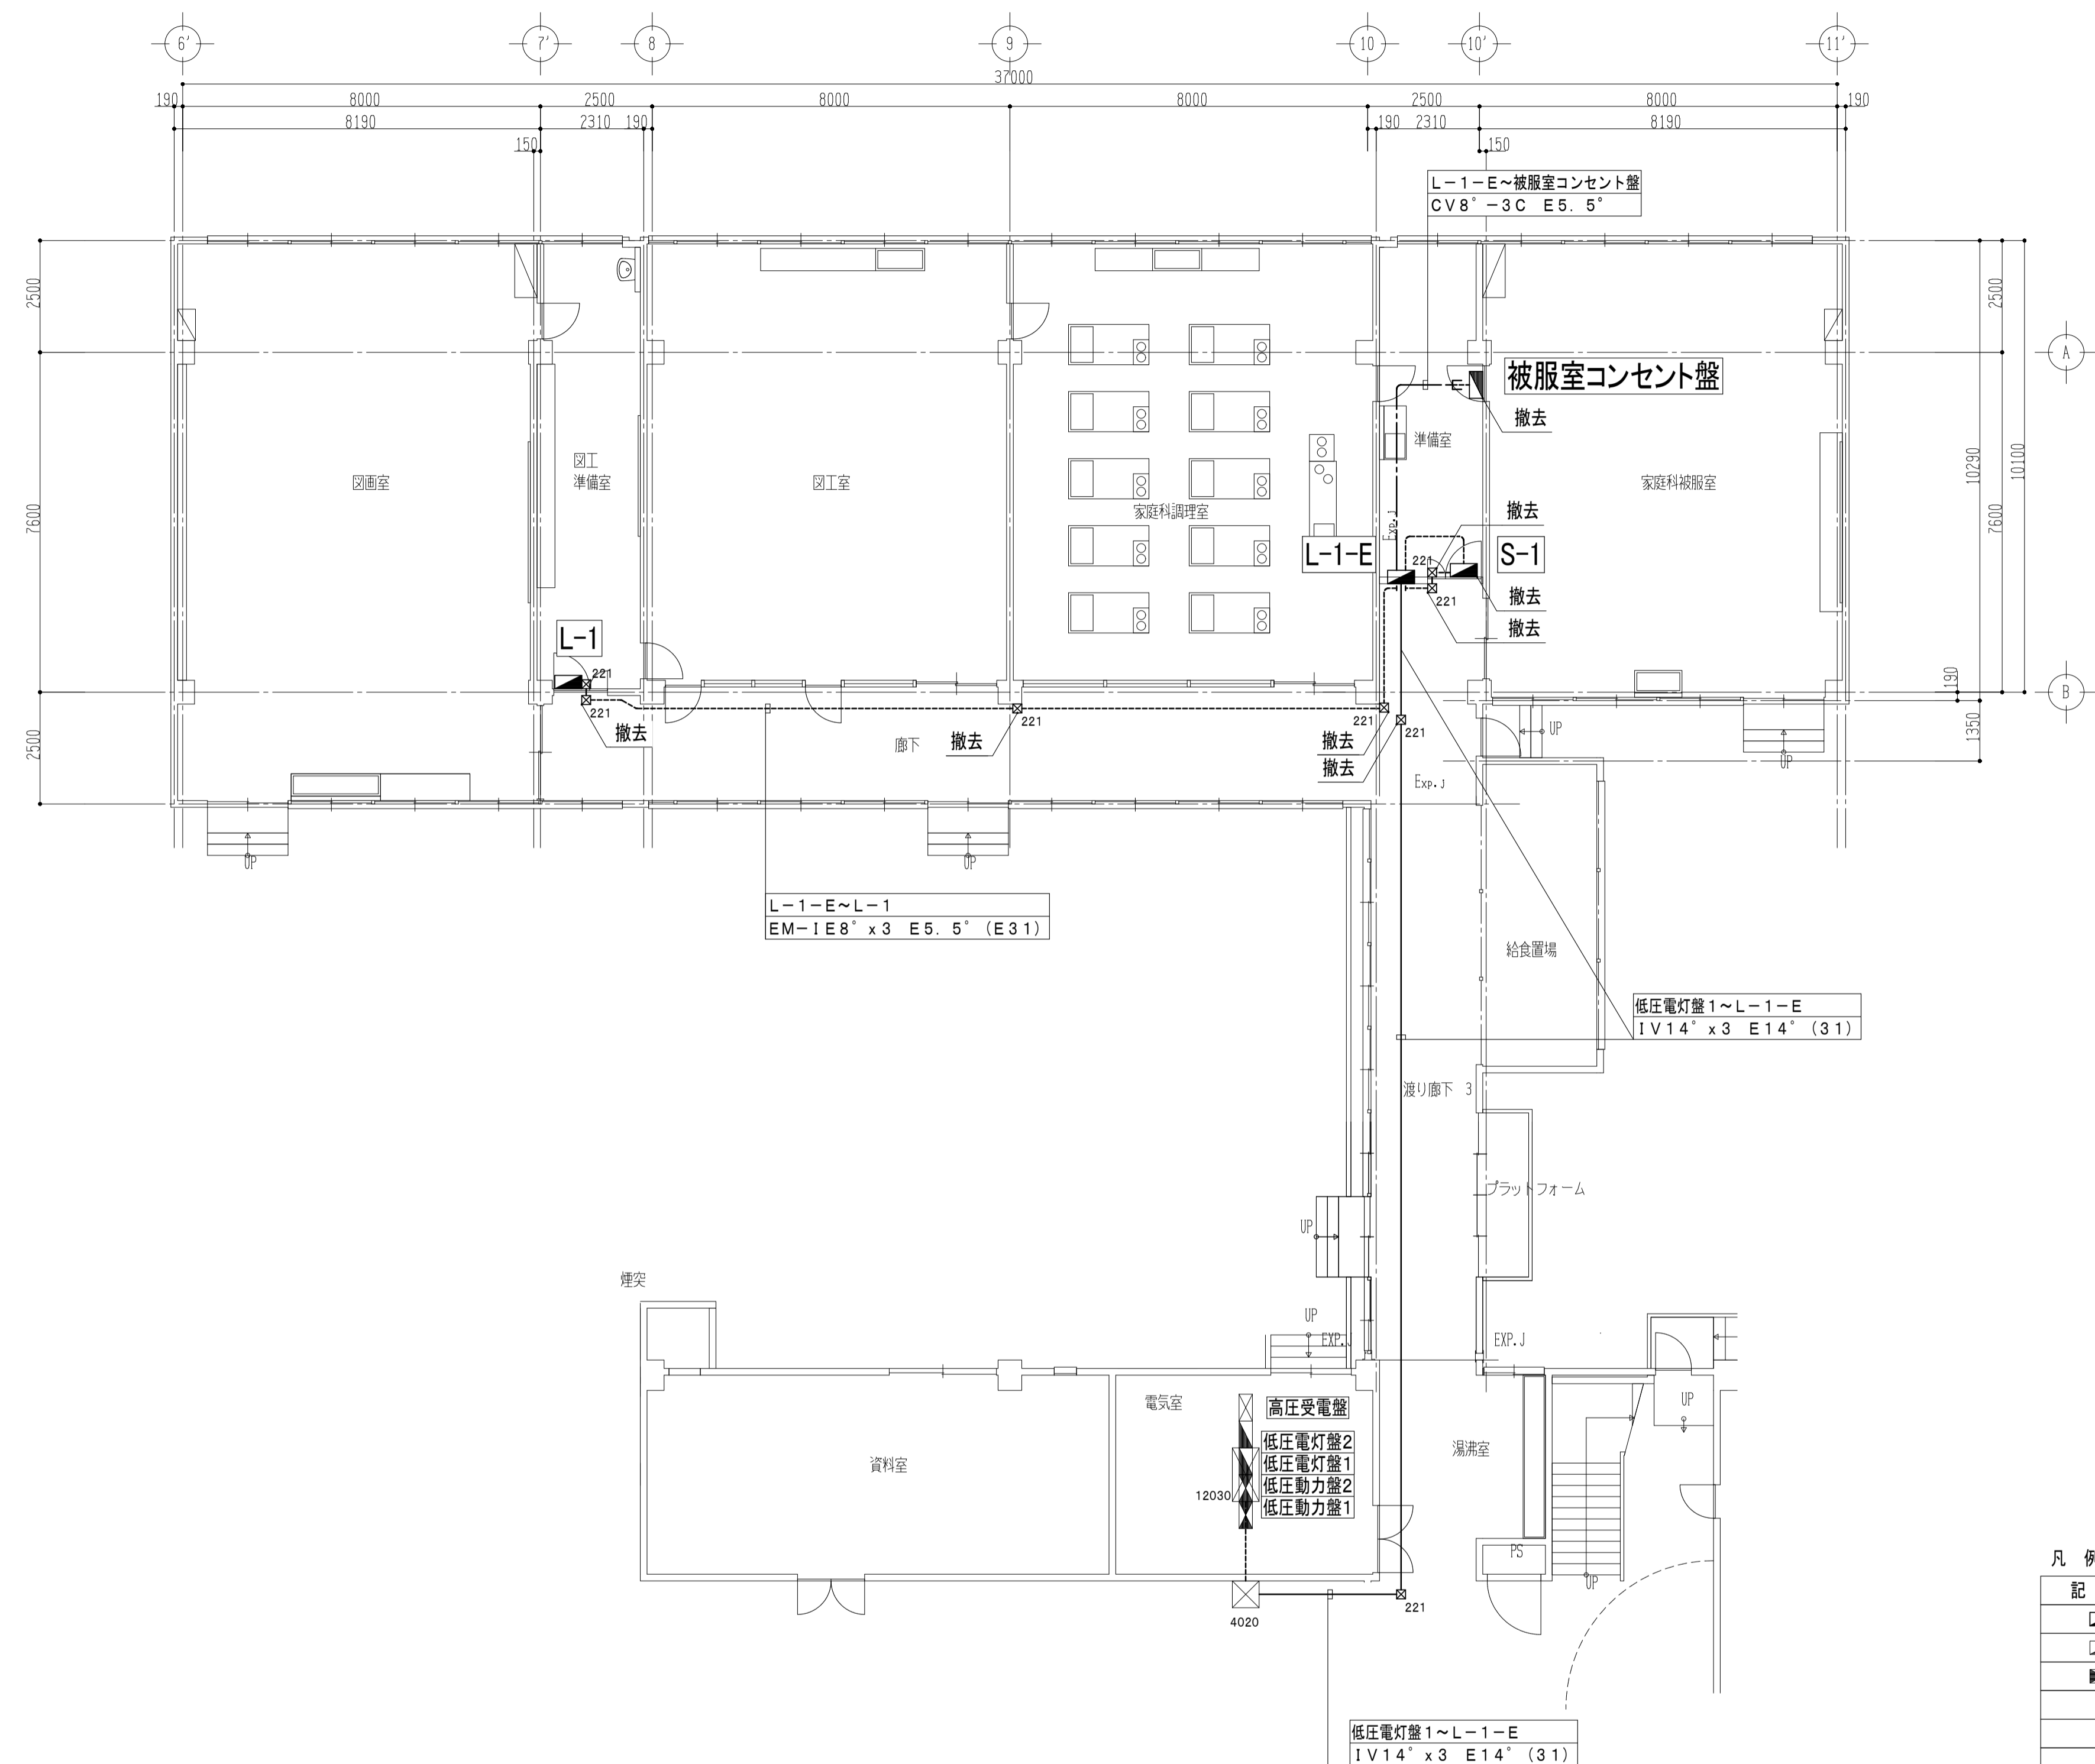 6' 7' 8 9 10 10' 11'
37000
190 8000 2500 8000 8000 2500 8000 190
8190 2310 190 190 2310 8190
150 150
L－1－E～被服室コンセント盤
CV8°－3C E5.5°
2500
7600
2500
2500
7600
10290
10100
190
1350
A
B
被服室コンセント盤
撤去
準備室
図画室
図工
準備室
図工室
家庭科調理室
家庭科被服室
Exp.J
撤去
L-1-E
221
S-1
撤去
221
撤去
L-1
221
221
撤去
廊下
撤去
221
221
撤去
撤去
221
UP
UP
Exp.J
UP
UP
L－1－E～L－1
EM－IE8°x3 E5.5°(E31)
給食置場
低圧電灯盤1～L－1－E
IV14°x3 E14°(31)
渡り廊下 3
プラットフォーム
UP
煙突
UP
EXP.J
EXP.J
電気室
高圧受電盤
低圧電灯盤2
低圧電灯盤1
低圧動力盤2
低圧動力盤1
12030
資料室
湯沸室
UP
PS
UP
4020
221
凡 例
記
低圧電灯盤1～L－1－E
IV14°x3 E14°(31)